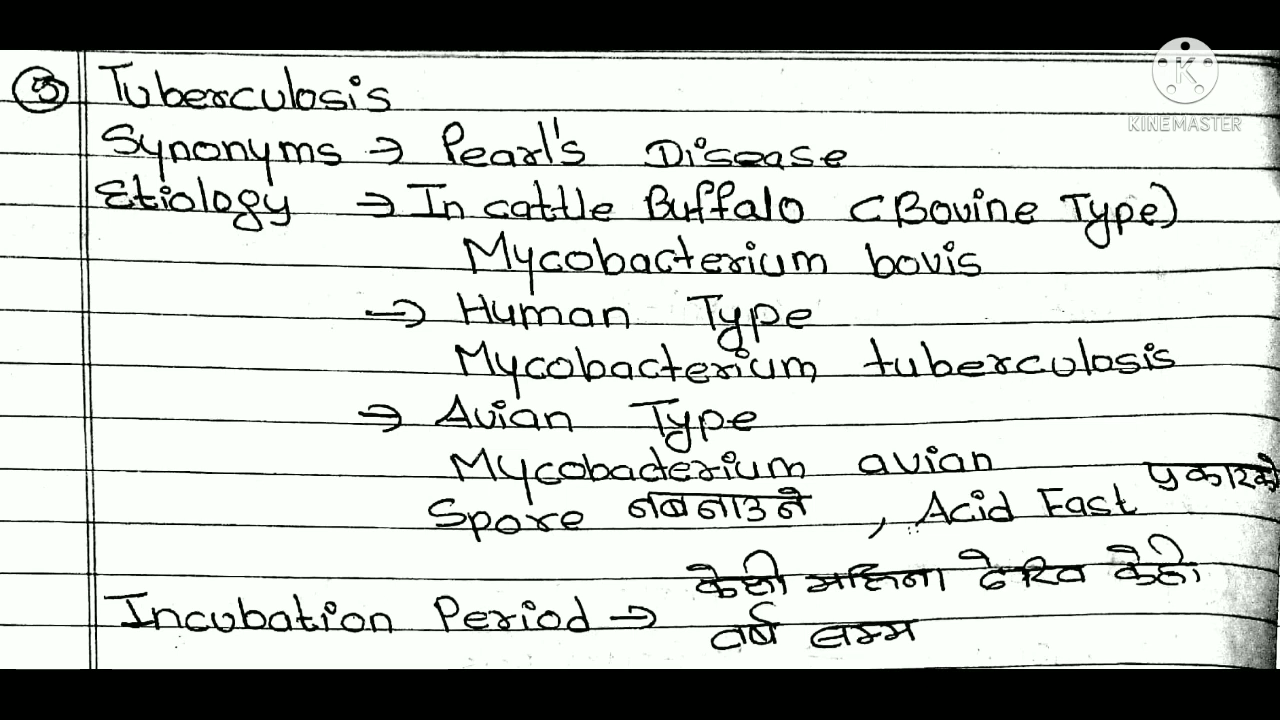 ७ Tuberculosis
Synonyms → Pearl's Disease
Etiology → In cattle Buffalo (Bovine Type)
Mycobacterium bovis
→ Human Type
Mycobacterium tuberculosis
→ Avian Type
Mycobacterium avian
Spore नबनाउने , Acid Fast प्रकारको
Incubation Period → केही महिना देखि केही
वर्ष सम्म
KINEMASTER